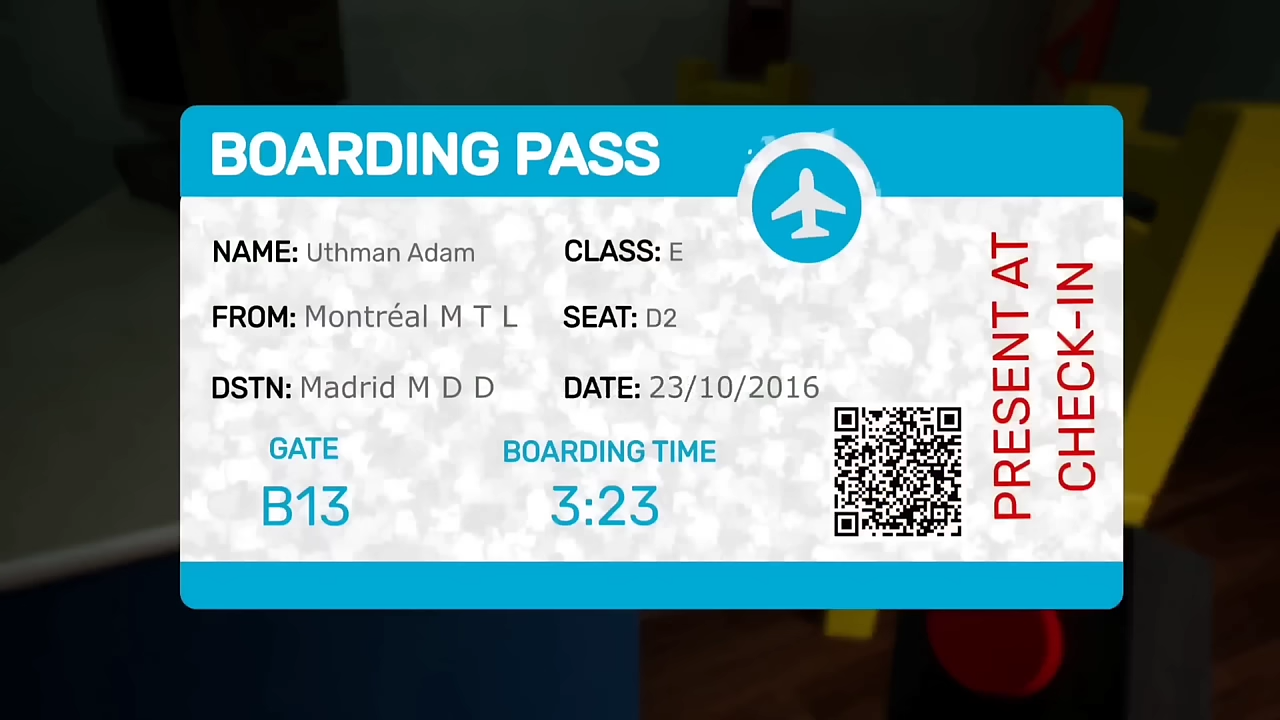 BOARDING PASS
NAME: Uthman Adam
CLASS: E
FROM: Montréal M T L
SEAT: D2
DSTN: Madrid M D D
DATE: 23/10/2016
GATE
B13
BOARDING TIME
3:23
PRESENT AT
CHECK-IN